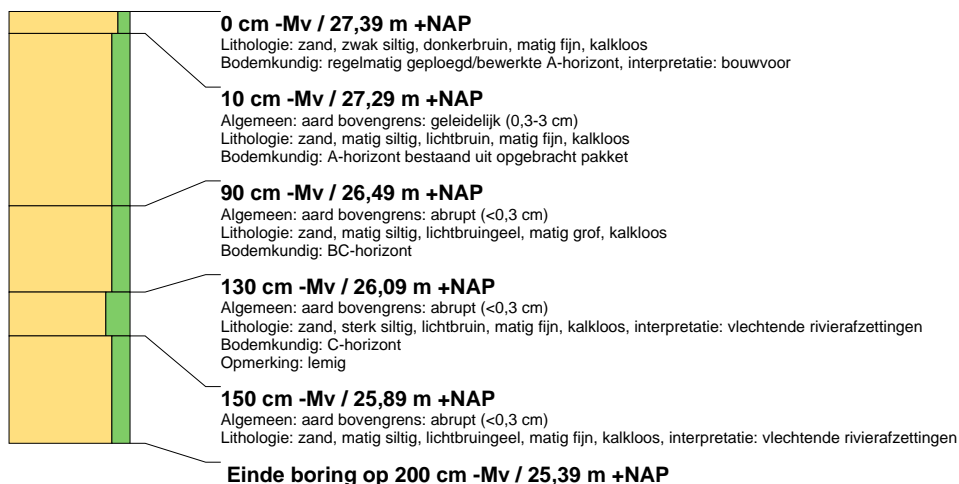 0 cm -Mv / 27,39 m +NAP
Lithologie: zand, zwak siltig, donkerbruin, matig fijn, kalkloos
Bodemkundig: regelmatig geploegd/bewerkte A-horizont, interpretatie: bouwvoor
10 cm -Mv / 27,29 m +NAP
Algemeen: aard bovengrens: geleidelijk (0,3-3 cm)
Lithologie: zand, matig siltig, lichtbruin, matig fijn, kalkloos
Bodemkundig: A-horizont bestaand uit opgebracht pakket
90 cm -Mv / 26,49 m +NAP
Algemeen: aard bovengrens: abrupt (<0,3 cm)
Lithologie: zand, matig siltig, lichtbruingeel, matig grof, kalkloos
Bodemkundig: BC-horizont
130 cm -Mv / 26,09 m +NAP
Algemeen: aard bovengrens: abrupt (<0,3 cm)
Lithologie: zand, sterk siltig, lichtbruin, matig fijn, kalkloos, interpretatie: vlechtende rivierafzettingen
Bodemkundig: C-horizont
Opmerking: lemig
150 cm -Mv / 25,89 m +NAP
Algemeen: aard bovengrens: abrupt (<0,3 cm)
Lithologie: zand, matig siltig, lichtbruingeel, matig fijn, kalkloos, interpretatie: vlechtende rivierafzettingen
Einde boring op 200 cm -Mv / 25,39 m +NAP